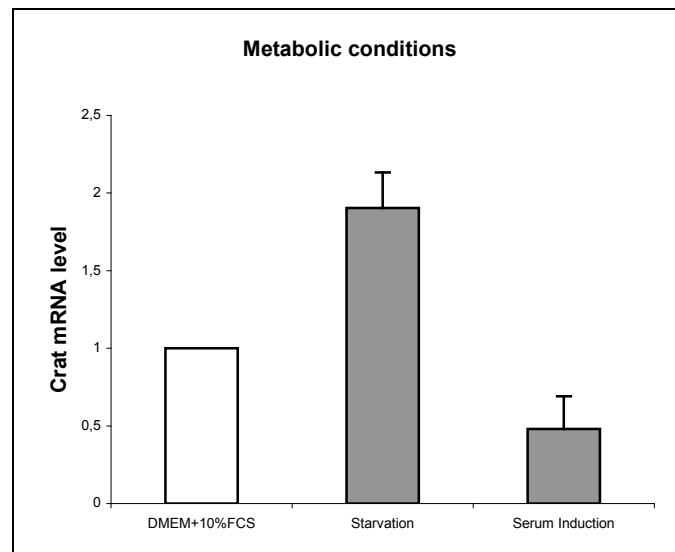 Metabolic conditions
2,5
2
1,5
1
0,5
0
Crat mRNA level
DMEM+10%FCS
Starvation
Serum Induction